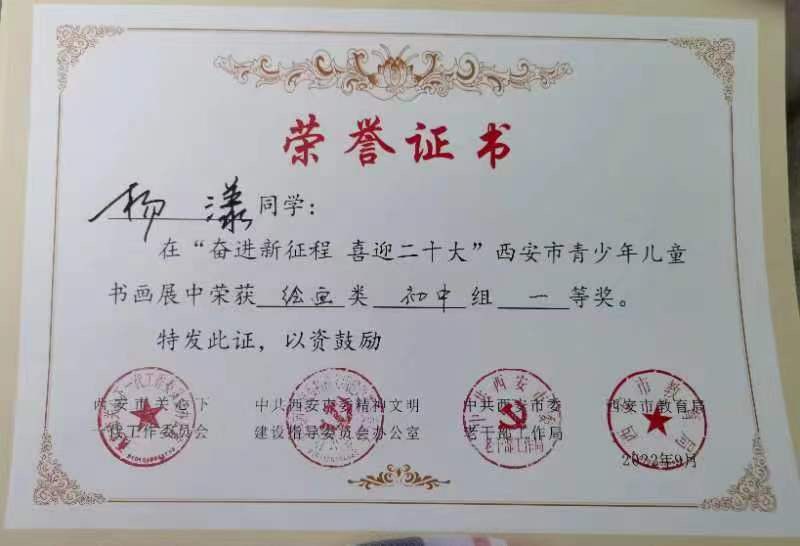 荣誉证书
杨漾同学：
在“奋进新征程 喜迎二十大”西安市青少年儿童
书画展中荣获 绘画 类 初中 组 一 等奖。
特发此证，以资鼓励
西安市关心下
一代工作委员会
中共西安市委精神文明
建设指导委员会办公室
中共西安市委
老干部工作局
西安市教育局
2022年9月